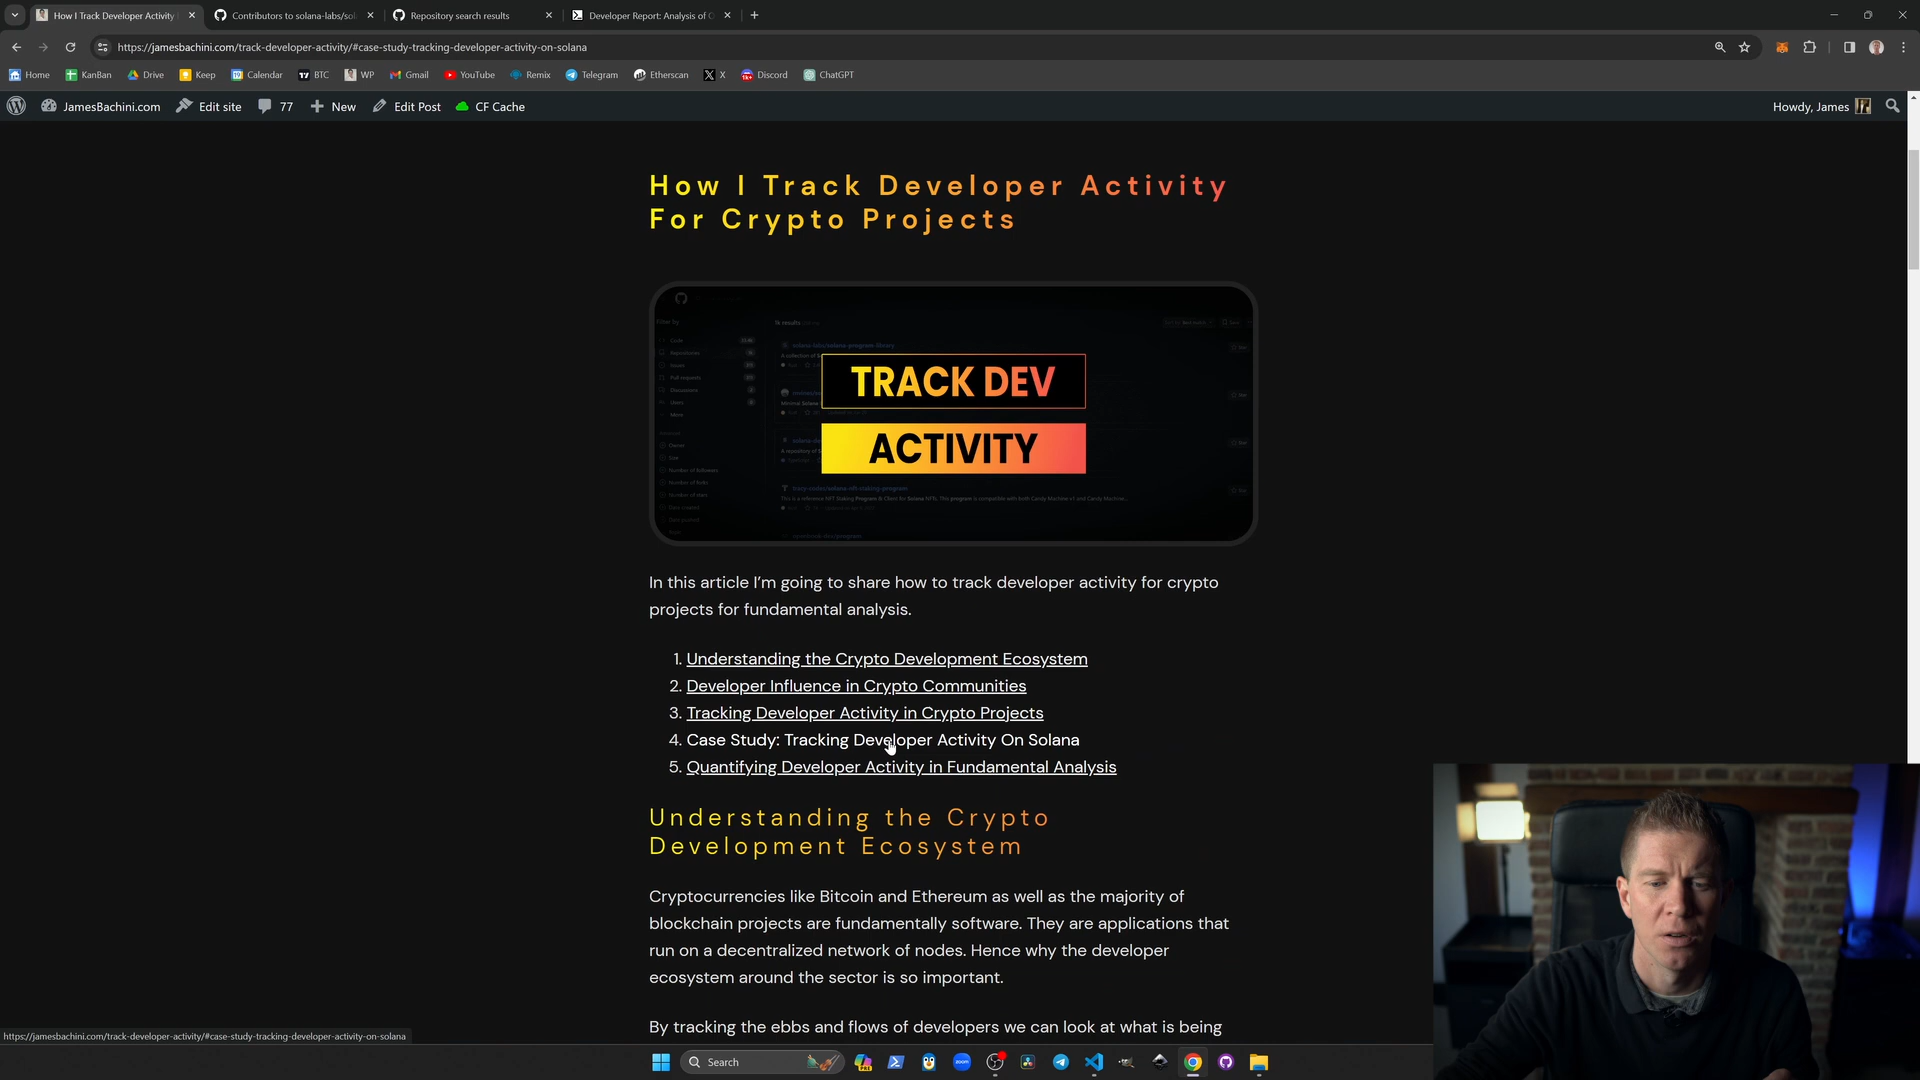 How I Track Developer Activity
Contributors to solana-labs/sol
Repository search results
Developer Report: Analysis of O
https://jamesbachini.com/track-developer-activity/#case-study-tracking-developer-activity-on-solana
Home
KanBan
Drive
Keep
Calendar
BTC
WP
Gmail
YouTube
Remix
Telegram
Etherscan
X
Discord
ChatGPT
JamesBachini.com
Edit site
77
New
Edit Post
CF Cache
Howdy, James
How I Track Developer Activity
For Crypto Projects
TRACK DEV
ACTIVITY
In this article I'm going to share how to track developer activity for crypto
projects for fundamental analysis.
1. Understanding the Crypto Development Ecosystem
2. Developer Influence in Crypto Communities
3. Tracking Developer Activity in Crypto Projects
4. Case Study: Tracking Developer Activity On Solana
5. Quantifying Developer Activity in Fundamental Analysis
Understanding the Crypto
Development Ecosystem
Cryptocurrencies like Bitcoin and Ethereum as well as the majority of
blockchain projects are fundamentally software. They are applications that
run on a decentralized network of nodes. Hence why the developer
ecosystem around the sector is so important.
By tracking the ebbs and flows of developers we can look at what is being
https://jamesbachini.com/track-developer-activity/#case-study-tracking-developer-activity-on-solana
Search